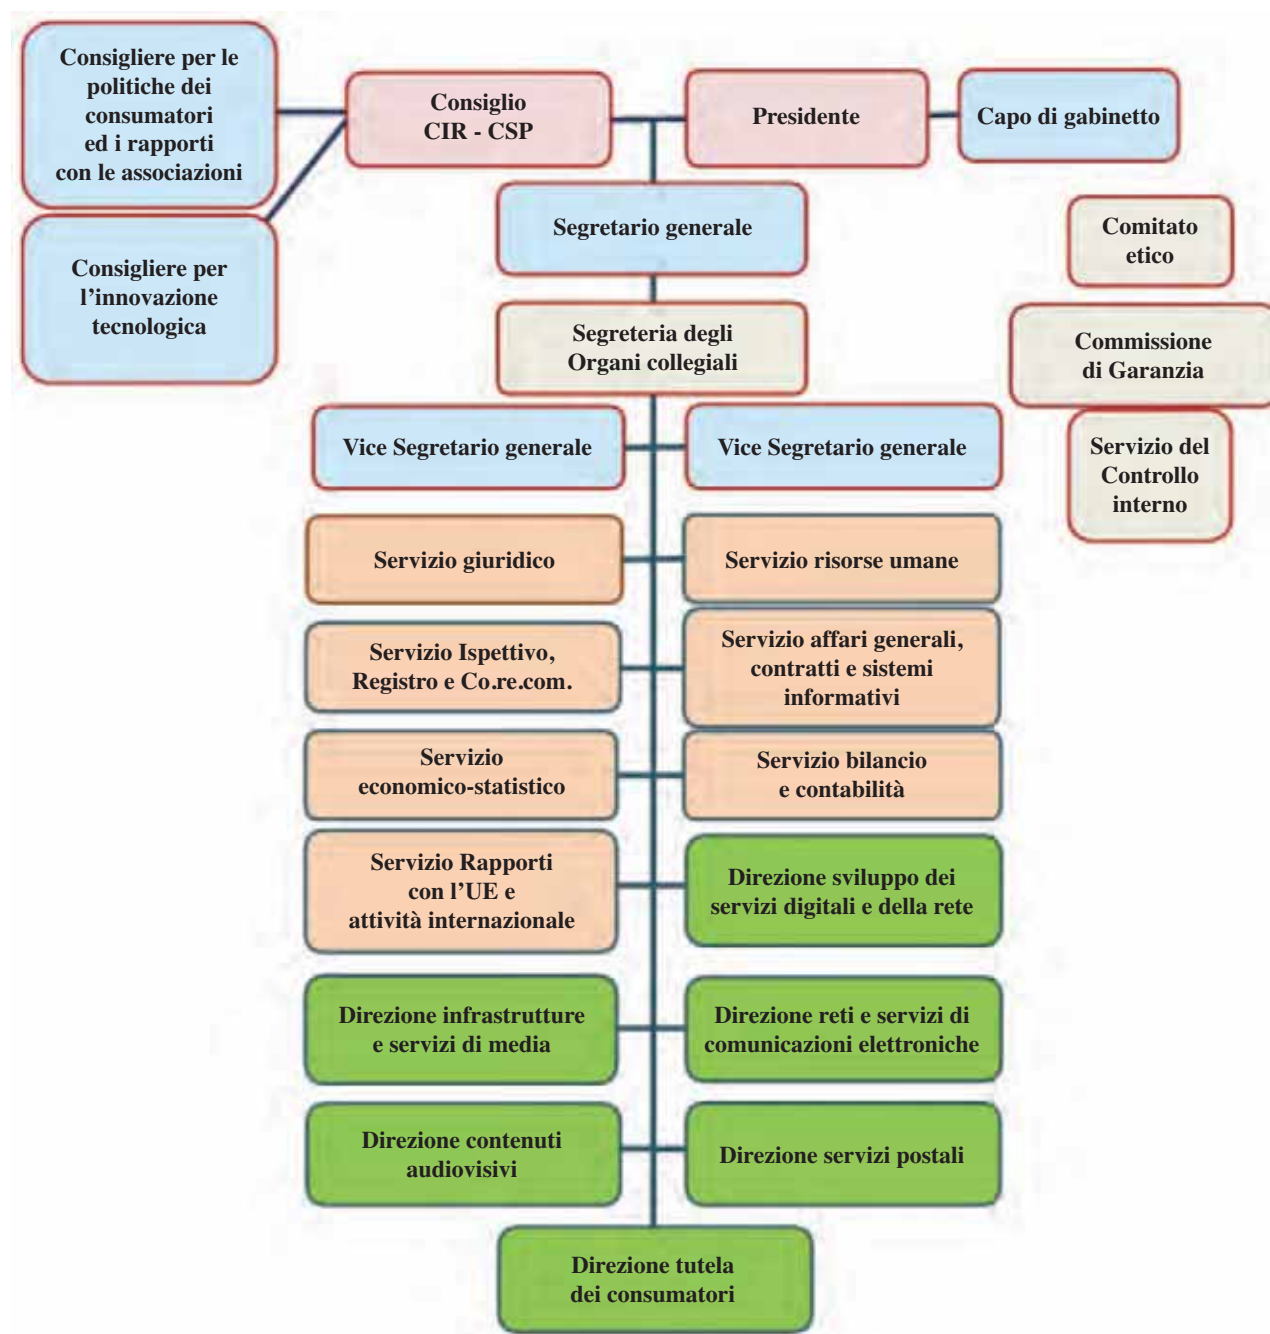 Consigliere per le
politiche dei
consumatori
ed i rapporti
con le associazioni
Consiglio
CIR - CSP
Presidente
Capo di gabinetto
Consigliere per
l'innovazione
tecnologica
Segretario generale
Comitato
etico
Segreteria degli
Organi collegiali
Commissione
di Garanzia
Vice Segretario generale
Vice Segretario generale
Servizio del
Controllo
interno
Servizio giuridico
Servizio risorse umane
Servizio Ispettivo,
Registro e Co.re.com.
Servizio affari generali,
contratti e sistemi
informativi
Servizio
economico-statistico
Servizio bilancio
e contabilità
Servizio Rapporti
con l'UE e
attività internazionale
Direzione sviluppo dei
servizi digitali e della rete
Direzione infrastrutture
e servizi di media
Direzione reti e servizi di
comunicazioni elettroniche
Direzione contenuti
audiovisivi
Direzione servizi postali
Direzione tutela
dei consumatori